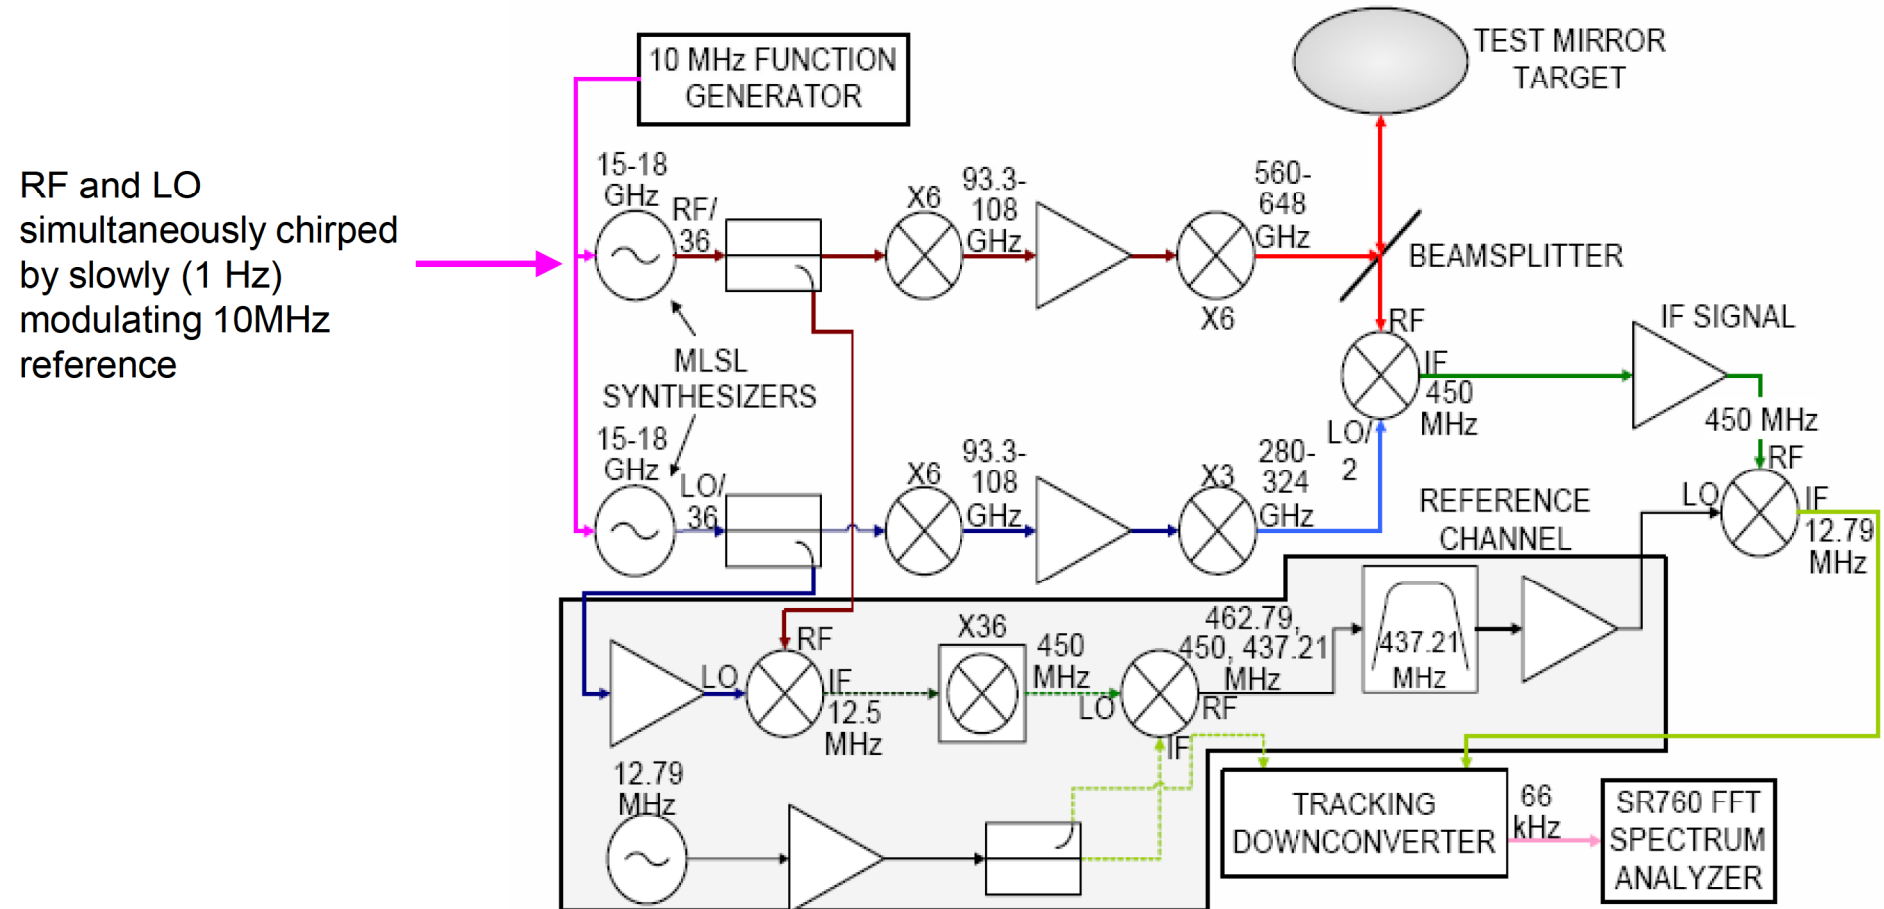 RF and LO
simultaneously chirped
by slowly (1 Hz)
modulating 10MHz
reference
10 MHz FUNCTION
GENERATOR
TEST MIRROR
TARGET
15-18
GHz
RF/
36
X6
93.3-
108
GHz
560-
648
GHz
X6
BEAMSPLITTER
MLSL
SYNTHESIZERS
RF
IF
450
MHz
LO/
2
IF SIGNAL
450 MHz
RF
LO
IF
12.79
MHz
15-18
GHz
LO/
36
X6
93.3-
108
GHz
X3
280-
324
GHz
REFERENCE
CHANNEL
RF
LO
IF
12.5
MHz
X36
450
MHz
LO
462.79,
450, 437.21
MHz
RF
IF
437.21
MHz
12.79
MHz
TRACKING
DOWNCONVERTER
66
kHz
SR760 FFT
SPECTRUM
ANALYZER